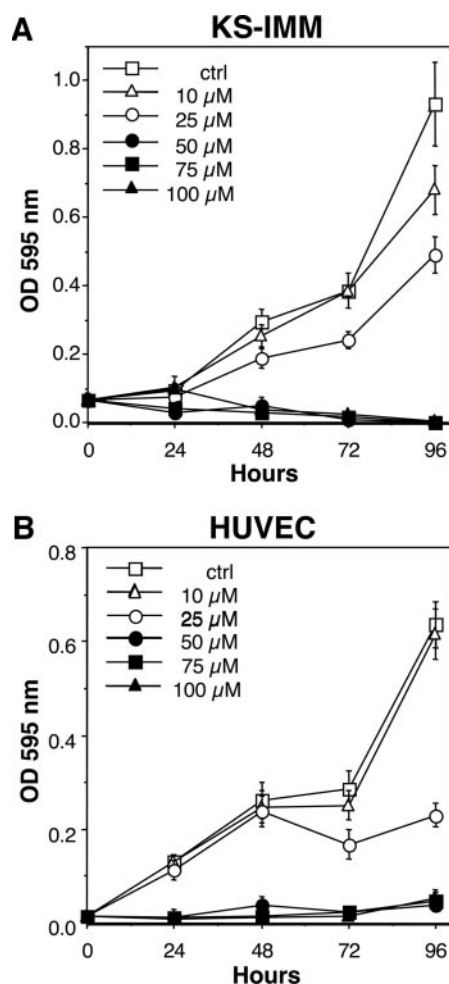 A
KS-IMM
OD 595 nm
1.0
0.8
0.6
0.4
0.2
0.0
ctrl
10 µM
25 µM
50 µM
75 µM
100 µM
0 24 48 72 96
Hours
B
HUVEC
OD 595 nm
0.8
0.6
0.4
0.2
0.0
ctrl
10 µM
25 µM
50 µM
75 µM
100 µM
0 24 48 72 96
Hours